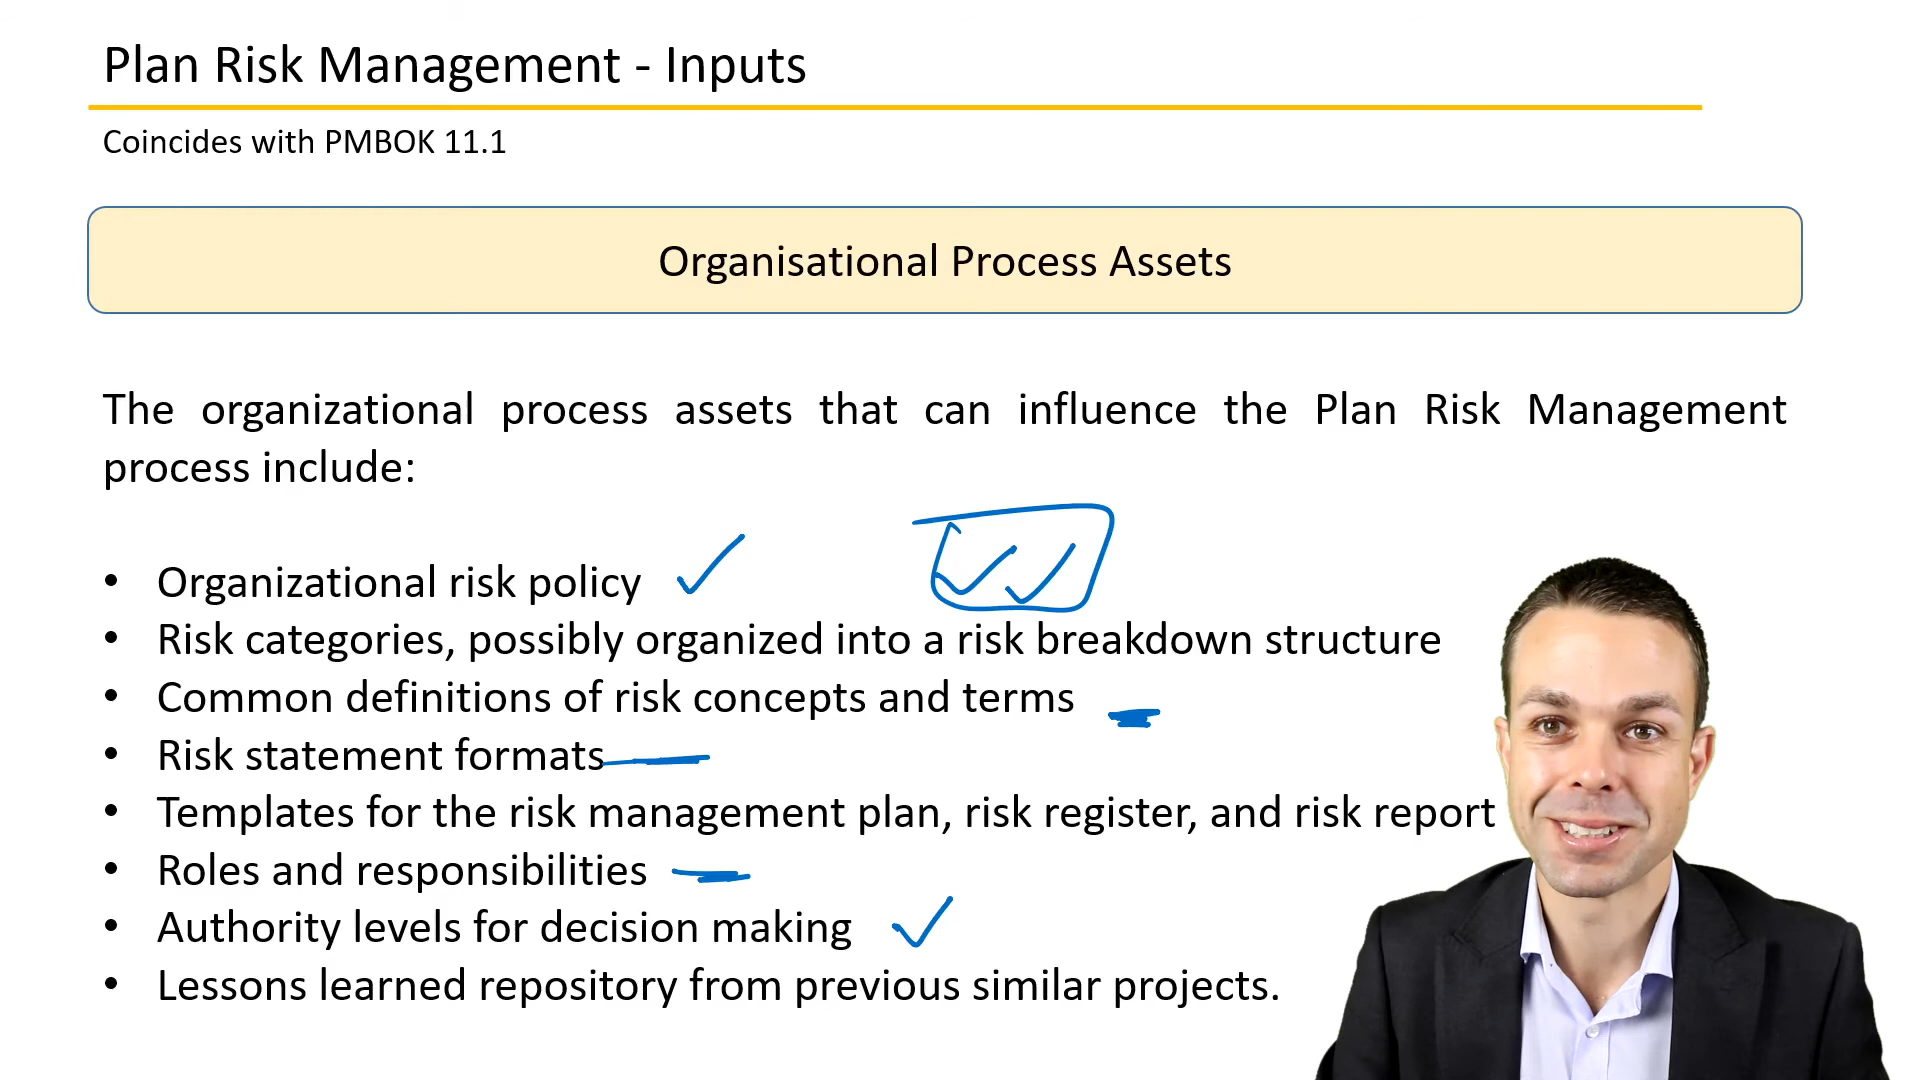 Plan Risk Management - Inputs
Coincides with PMBOK 11.1
Organisational Process Assets
The organizational process assets that can influence the Plan Risk Management
process include:
• Organizational risk policy
• Risk categories, possibly organized into a risk breakdown structure
• Common definitions of risk concepts and terms
• Risk statement formats
• Templates for the risk management plan, risk register, and risk report
• Roles and responsibilities
• Authority levels for decision making
• Lessons learned repository from previous similar projects.